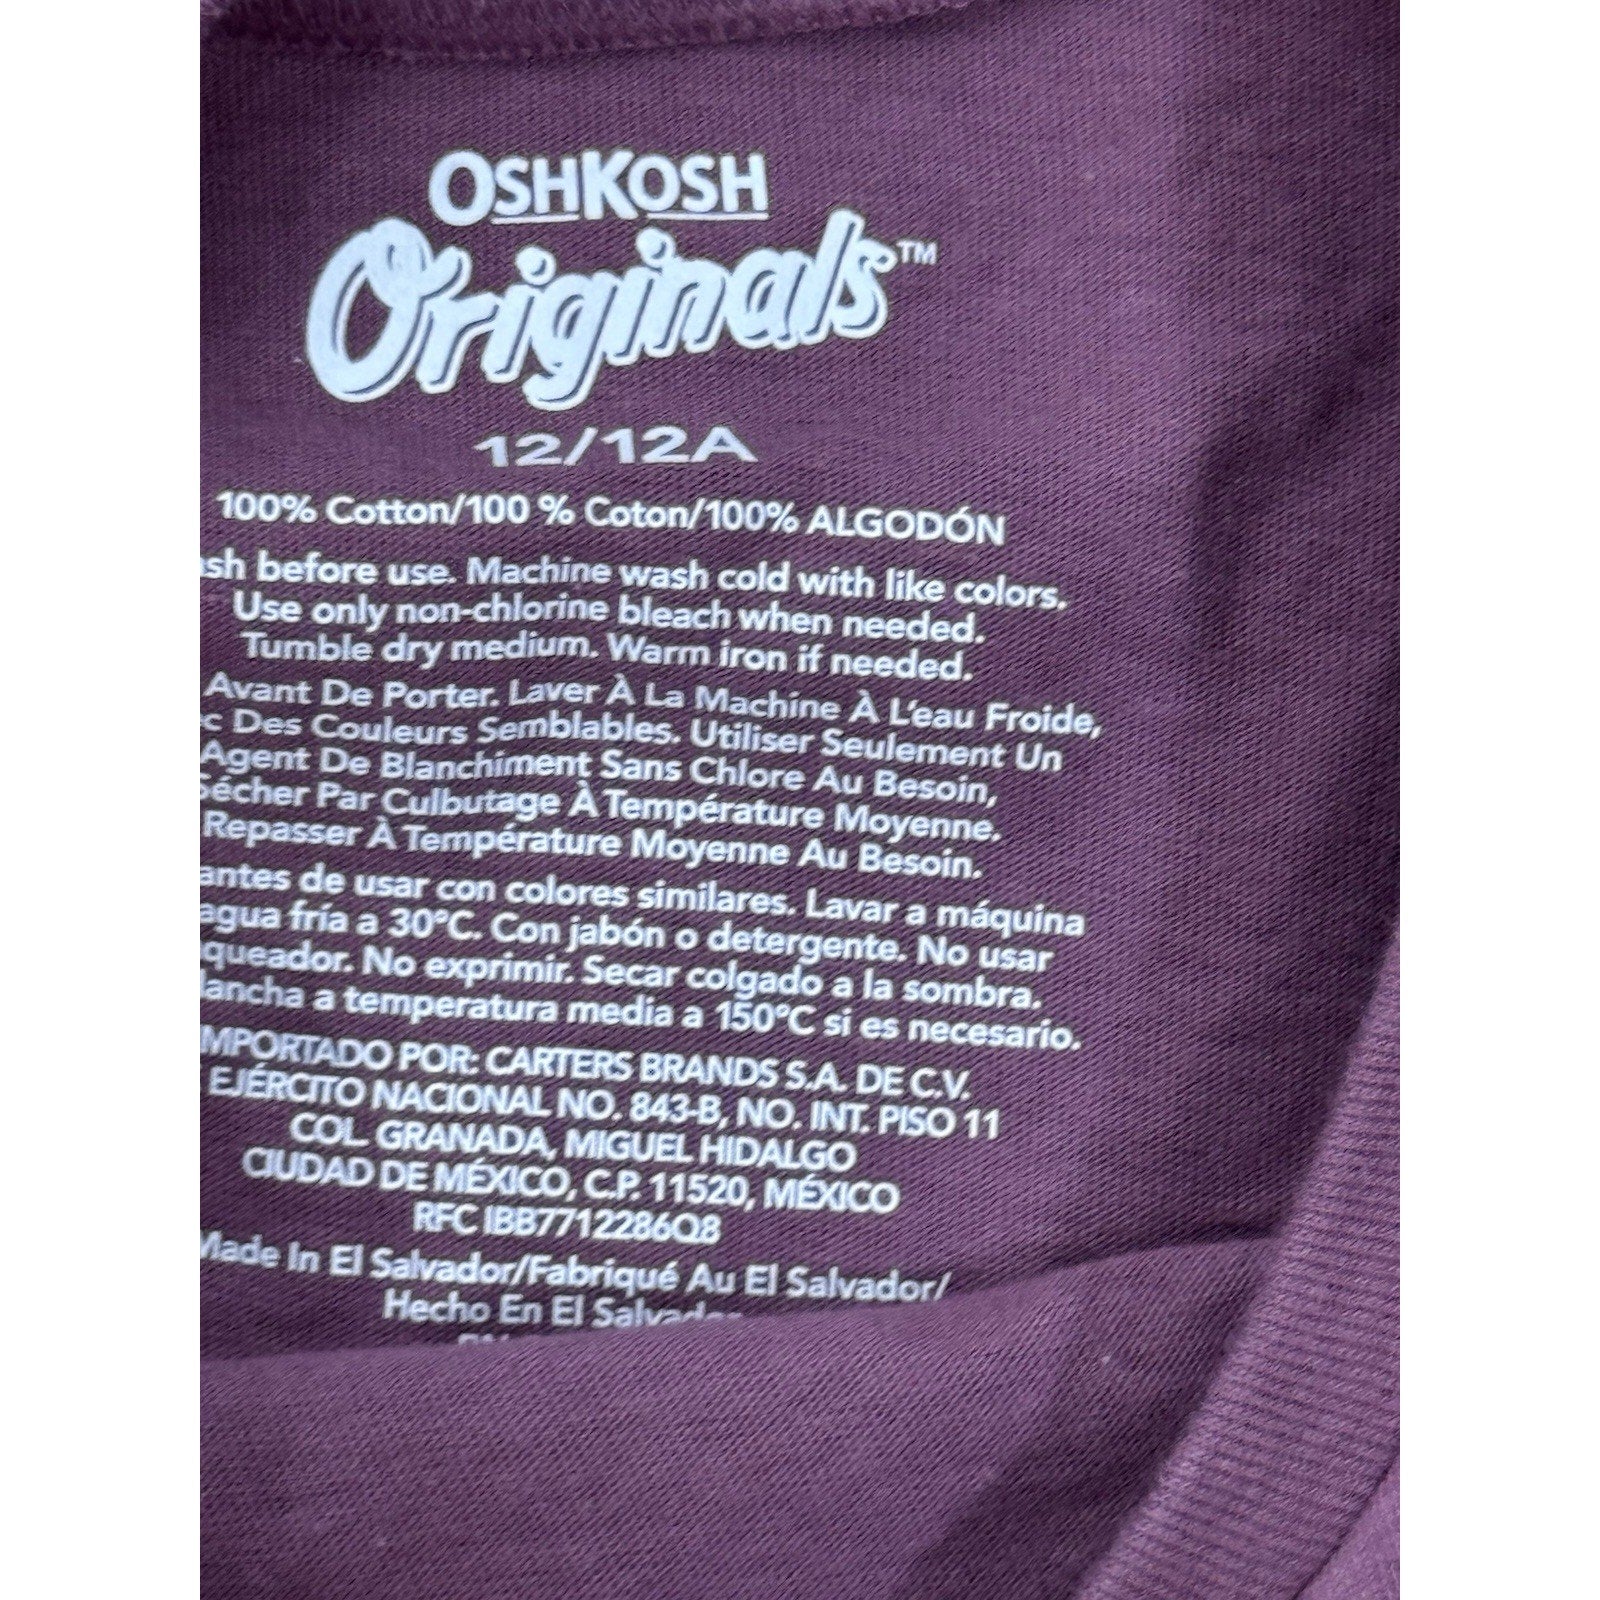 OSHKOSH
Originals™
12/12A
100% Cotton/100 % Coton/100% ALGODÓN
sh before use. Machine wash cold with like colors.
Use only non-chlorine bleach when needed.
Tumble dry medium. Warm iron if needed.
Avant De Porter. Laver À La Machine À L'eau Froide,
c Des Couleurs Semblables. Utiliser Seulement Un
Agent De Blanchiment Sans Chlore Au Besoin,
Sécher Par Culbutage À Température Moyenne.
Repasser À Température Moyenne Au Besoin.
antes de usar con colores similares. Lavar a máquina
agua fría a 30°C. Con jabón o detergente. No usar
queador. No exprimir. Secar colgado a la sombra.
lancha a temperatura media a 150°C si es necesario.
MPORTADO POR: CARTERS BRANDS S.A. DE C.V.
EJÉRCITO NACIONAL NO. 843-B, NO. INT. PISO 11
COL. GRANADA, MIGUEL HIDALGO
CIUDAD DE MÉXICO, C.P. 11520, MÉXICO
RFC IBB7712286Q8
Made In El Salvador/Fabriqué Au El Salvador/
Hecho En El Salvador